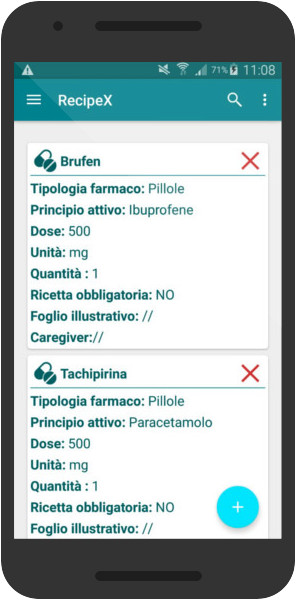 71% 11:08
RecipeX
Brufen
Tipologia farmaco: Pillole
Principio attivo: Ibuprofene
Dose: 500
Unità: mg
Quantità : 1
Ricetta obbligatoria: NO
Foglio illustrativo: //
Caregiver://
Tachipirina
Tipologia farmaco: Pillole
Principio attivo: Paracetamolo
Dose: 500
Unità: mg
Quantità : 1
Ricetta obbligatoria: NO
Foglio illustrativo: //